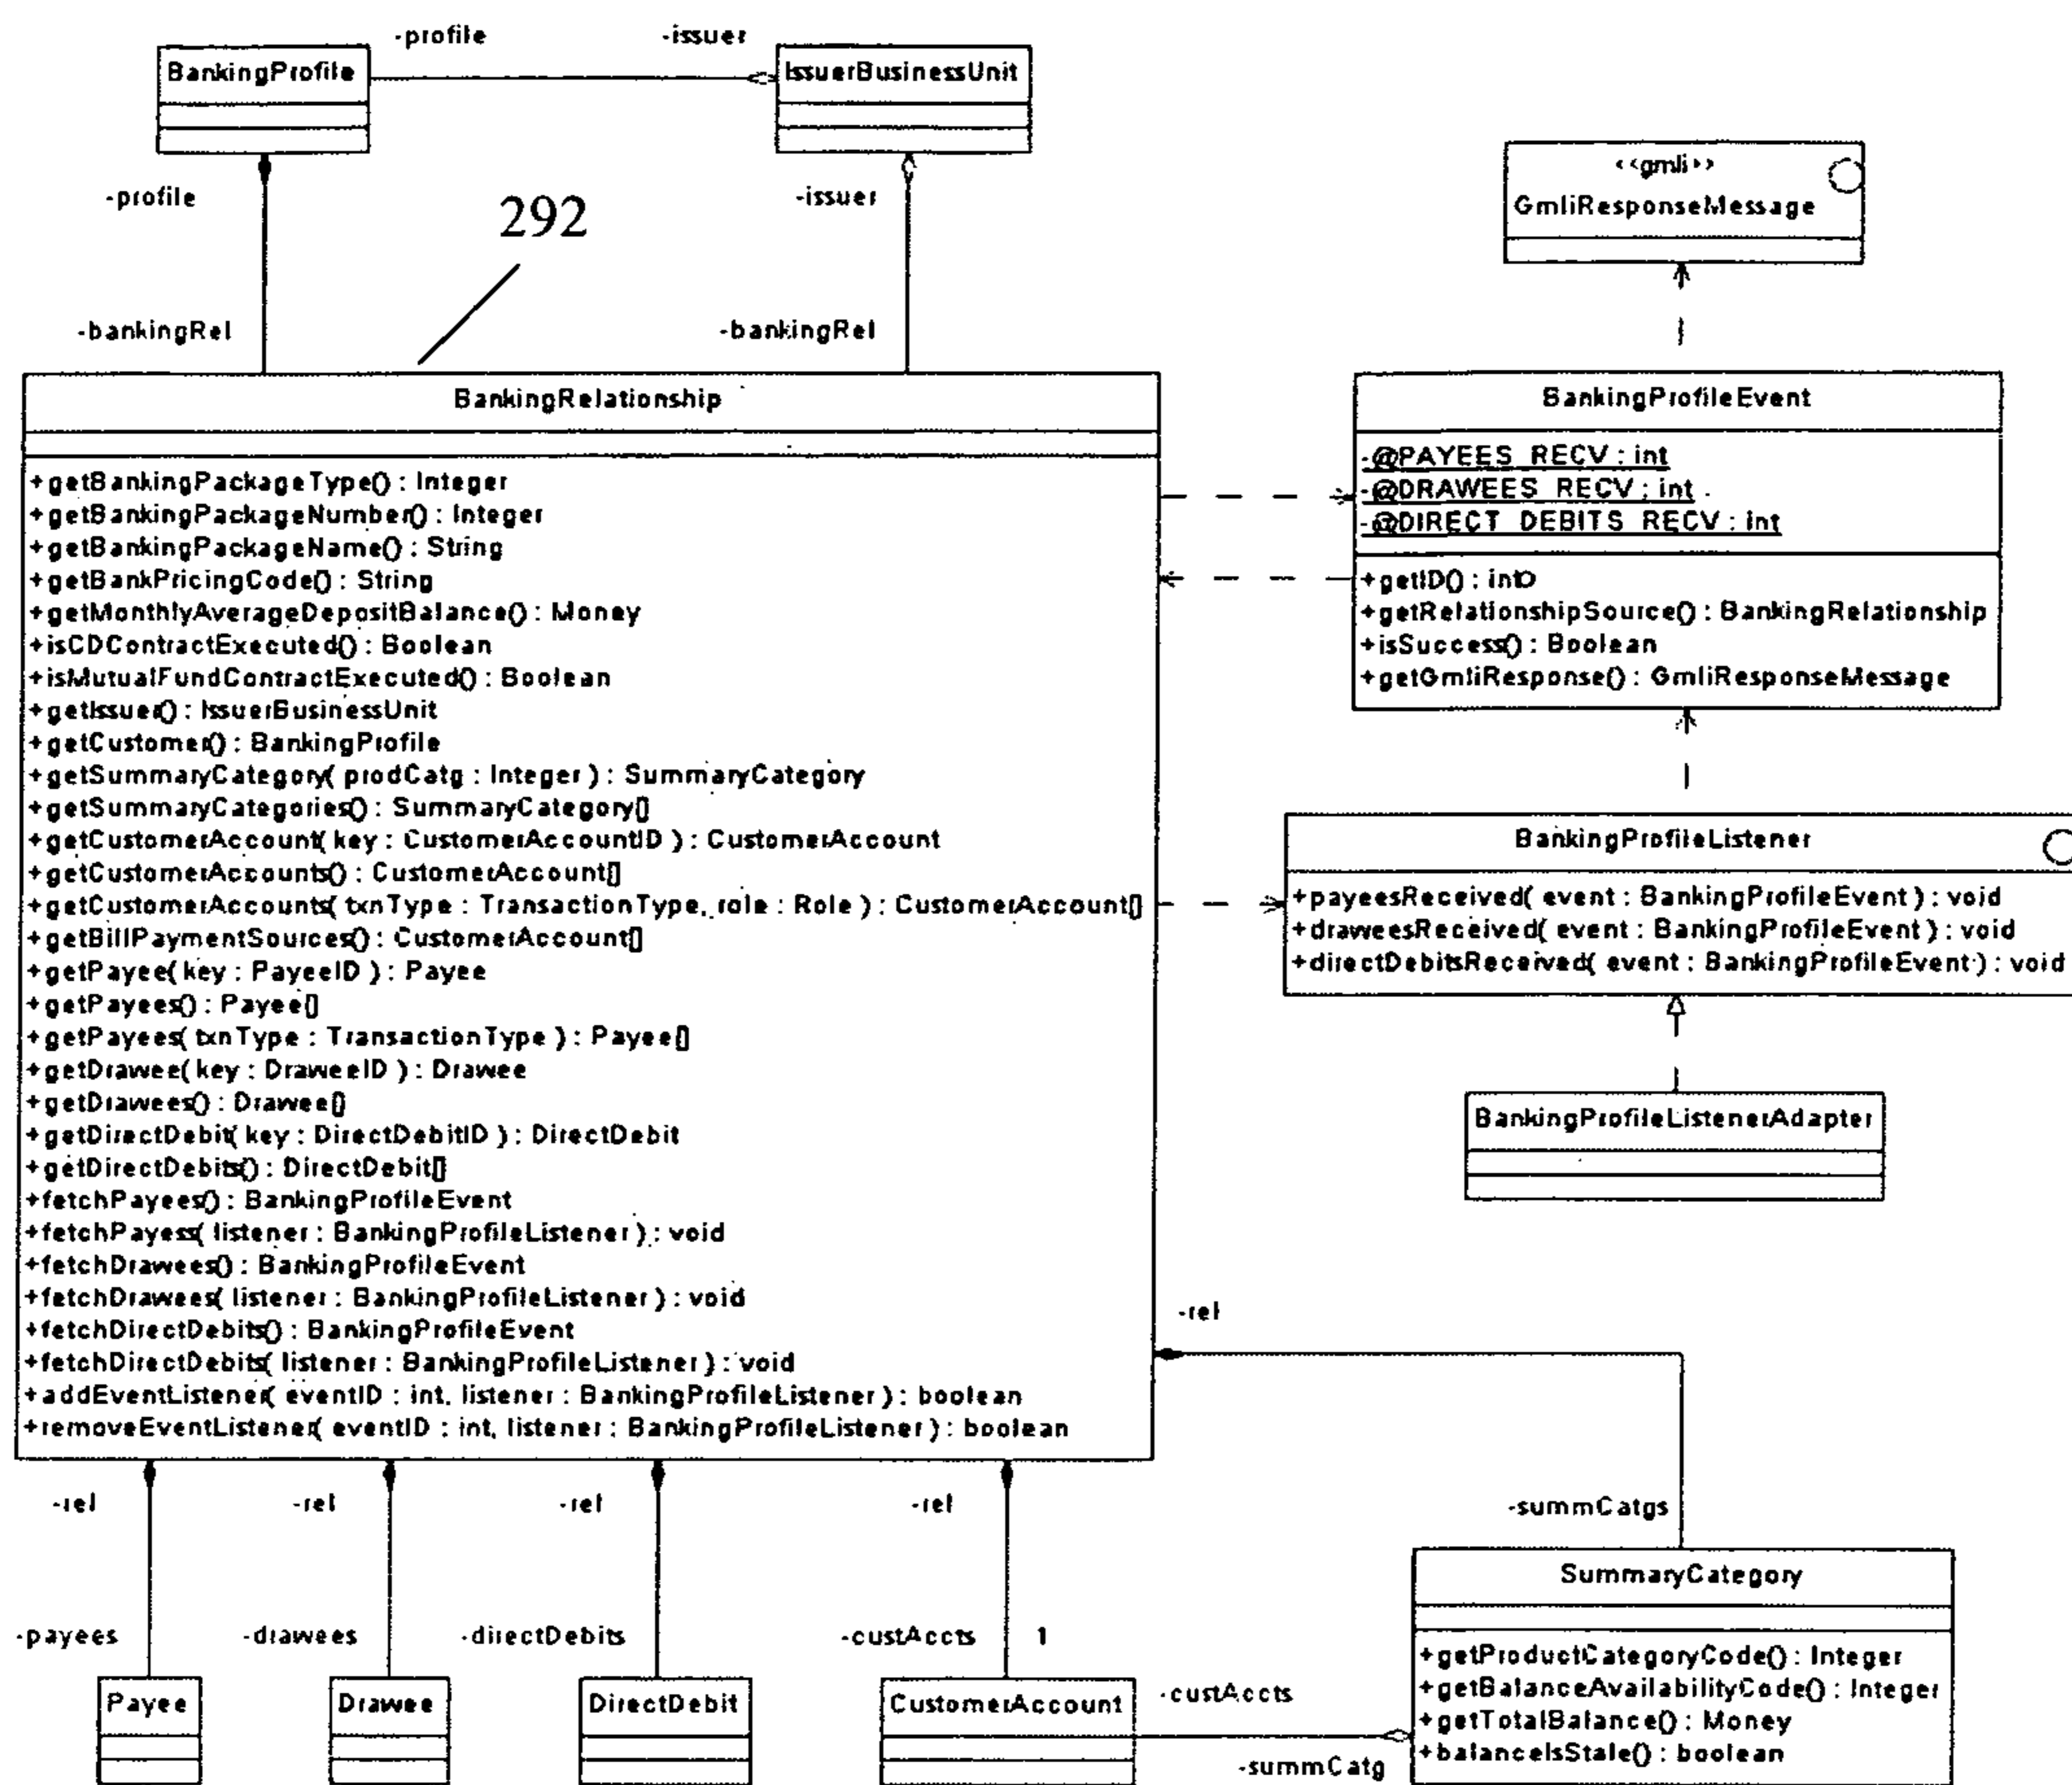 -profile
-issuer
BankingProfile
IssuerBusinessUnit
-profile
-issuer
292
-bankingRel
-bankingRel
<<gmli>>
GmliResponseMessage
BankingRelationship
+getBankingPackageType() : Integer
+getBankingPackageNumber() : Integer
+getBankingPackageName() : String
+getBankPricingCode() : String
+getMonthlyAverageDepositBalance() : Money
+isCDContractExecuted() : Boolean
+isMutualFundContractExecuted() : Boolean
+getIssuer() : IssuerBusinessUnit
+getCustomer() : BankingProfile
+getSummaryCategory( prodCatg : Integer ) : SummaryCategory
+getSummaryCategories() : SummaryCategory[]
+getCustomerAccount( key : CustomerAccountID ) : CustomerAccount
+getCustomerAccounts() : CustomerAccount[]
+getCustomerAccounts( txnType : TransactionType, role : Role ) : CustomerAccount[]
+getBillPaymentSources() : CustomerAccount[]
+getPayee( key : PayeeID ) : Payee
+getPayees() : Payee[]
+getPayees( txnType : TransactionType ) : Payee[]
+getDrawee( key : DraweeID ) : Drawee
+getDrawees() : Drawee[]
+getDirectDebit( key : DirectDebitID ) : DirectDebit
+getDirectDebits() : DirectDebit[]
+fetchPayees() : BankingProfileEvent
+fetchPayess( listener : BankingProfileListener ) : void
+fetchDrawees() : BankingProfileEvent
+fetchDrawees( listener : BankingProfileListener ) : void
+fetchDirectDebits() : BankingProfileEvent
+fetchDirectDebits( listener : BankingProfileListener ) : void
+addEventListener( eventID : int, listener : BankingProfileListener ) : boolean
+removeEventListener( eventID : int, listener : BankingProfileListener ) : boolean
BankingProfileEvent
-@PAYEES_RECV : int
-@DRAWEES_RECV : int
-@DIRECT_DEBITS_RECV : int
+getID() : int
+getRelationshipSource() : BankingRelationship
+isSuccess() : Boolean
+getGmliResponse() : GmliResponseMessage
BankingProfileListener
+payeesReceived( event : BankingProfileEvent ) : void
+draweesReceived( event : BankingProfileEvent ) : void
+directDebitsReceived( event : BankingProfileEvent ) : void
BankingProfileListenerAdapter
-rel
-summCatgs
-rel
-rel
-rel
-rel
-payees
-drawees
-directDebits
-custAccts
1
Payee
Drawee
DirectDebit
CustomerAccount
-custAccts
-summCatg
SummaryCategory
+getProductCategoryCode() : Integer
+getBalanceAvailabilityCode() : Integer
+getTotalBalance() : Money
+balanceIsStale() : boolean